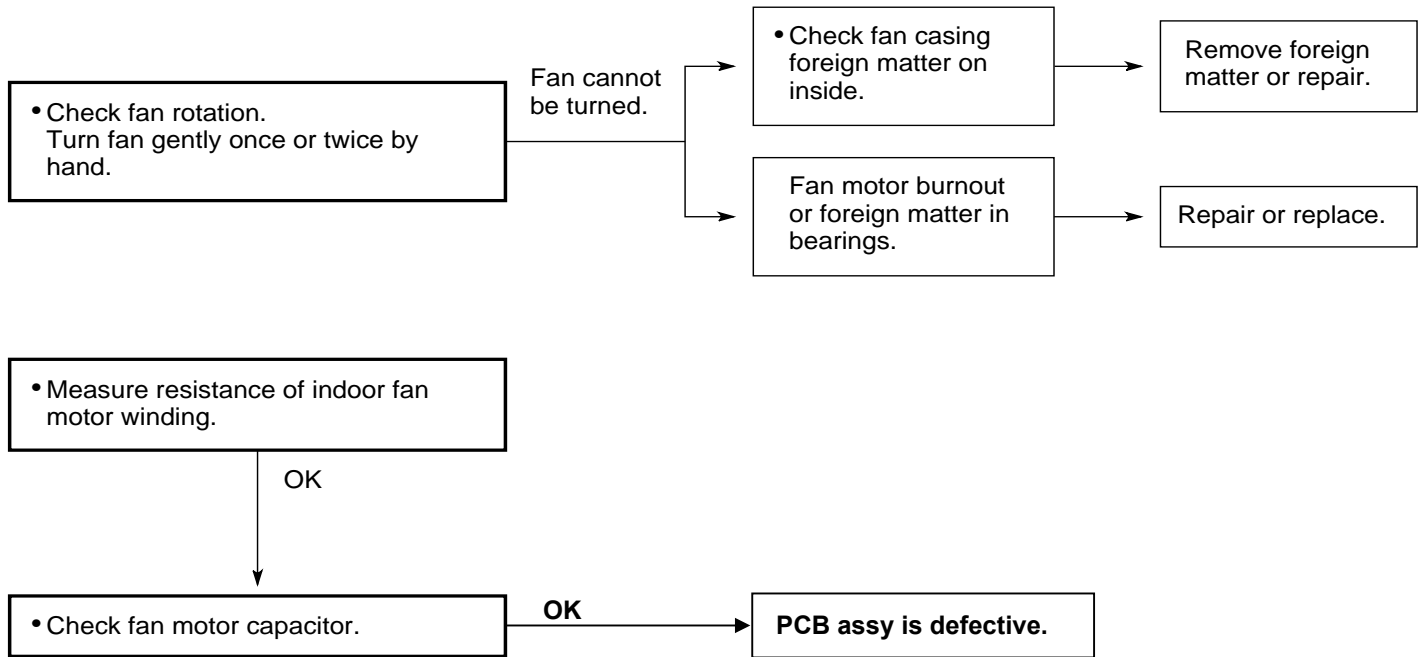 • Check fan rotation.
Turn fan gently once or twice by
hand.
Fan cannot
be turned.
• Check fan casing
foreign matter on
inside.
Remove foreign
matter or repair.
Fan motor burnout
or foreign matter in
bearings.
Repair or replace.
• Measure resistance of indoor fan
motor winding.
OK
• Check fan motor capacitor.
OK
PCB assy is defective.